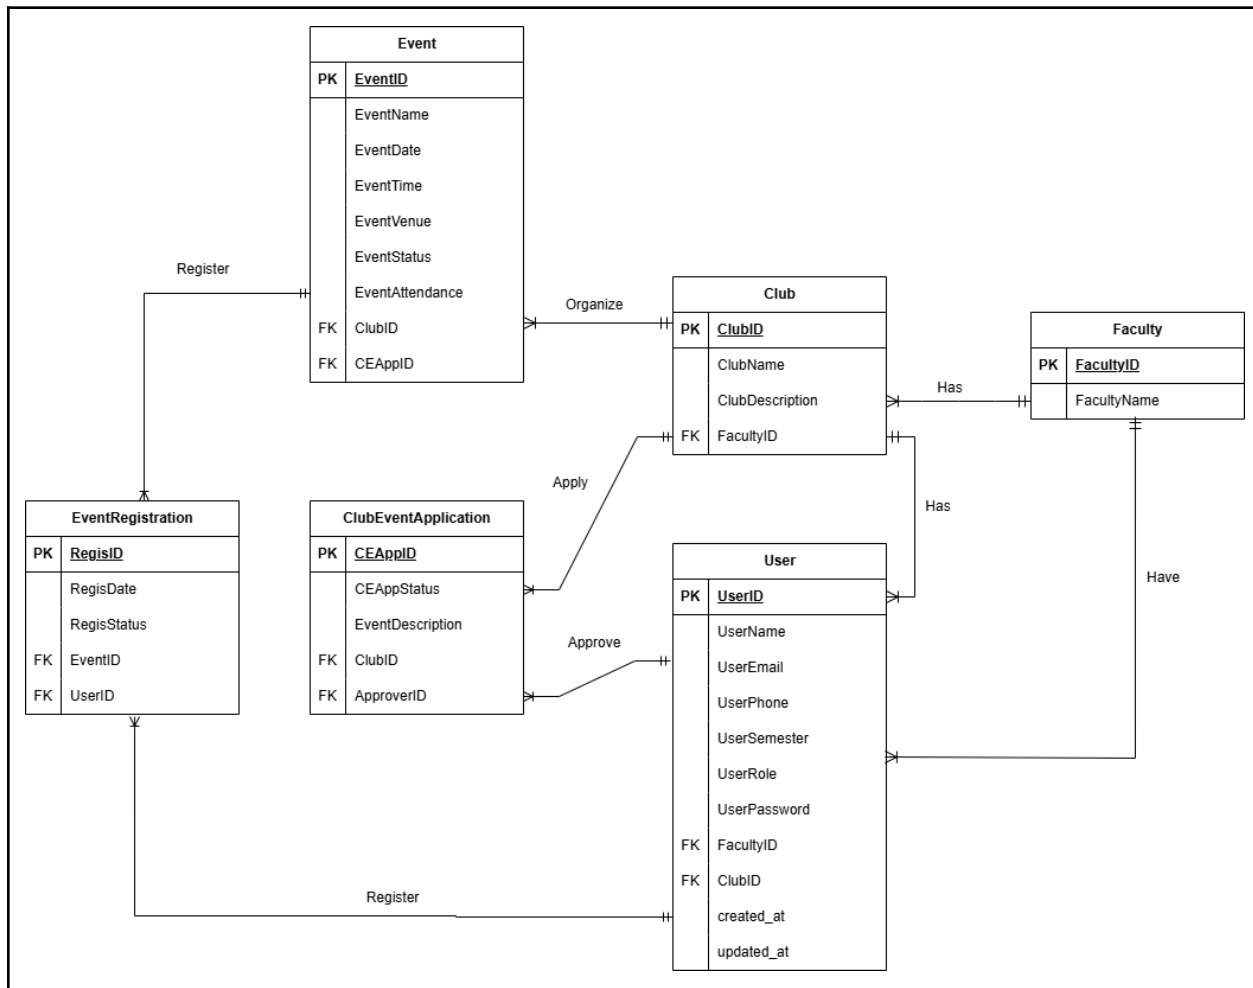 Event
PK EventID
EventName
EventDate
EventTime
EventVenue
EventStatus
EventAttendance
FK ClubID
FK CEAppID
Register
Organize
Club
PK ClubID
ClubName
ClubDescription
FK FacultyID
Has
Faculty
PK FacultyID
FacultyName
Apply
Has
Have
EventRegistration
PK RegisID
RegisDate
RegisStatus
FK EventID
FK UserID
ClubEventApplication
PK CEAppID
CEAppStatus
EventDescription
FK ClubID
FK ApproverID
Approve
User
PK UserID
UserName
UserEmail
UserPhone
UserSemester
UserRole
UserPassword
FK FacultyID
FK ClubID
created_at
updated_at
Register